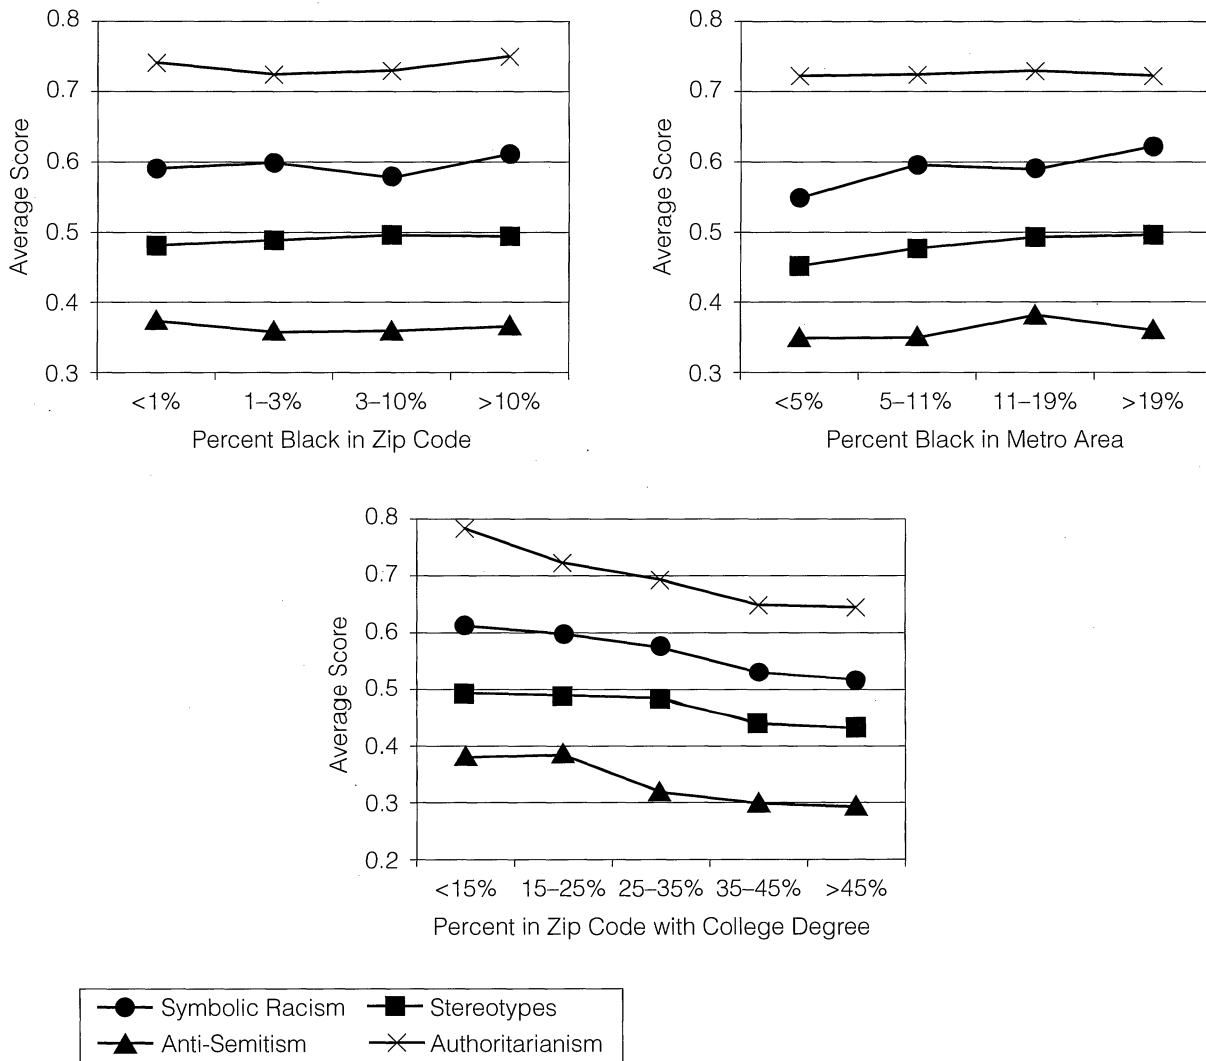 0.8
0.7
0.6
0.5
0.4
0.3
Average Score
<1% 1–3% 3–10% >10%
Percent Black in Zip Code
0.8
0.7
0.6
0.5
0.4
0.3
Average Score
<5% 5–11% 11–19% >19%
Percent Black in Metro Area
0.8
0.7
0.6
0.5
0.4
0.3
0.2
Average Score
<15% 15–25% 25–35% 35–45% >45%
Percent in Zip Code with College Degree
Symbolic Racism Stereotypes
Anti-Semitism Authoritarianism